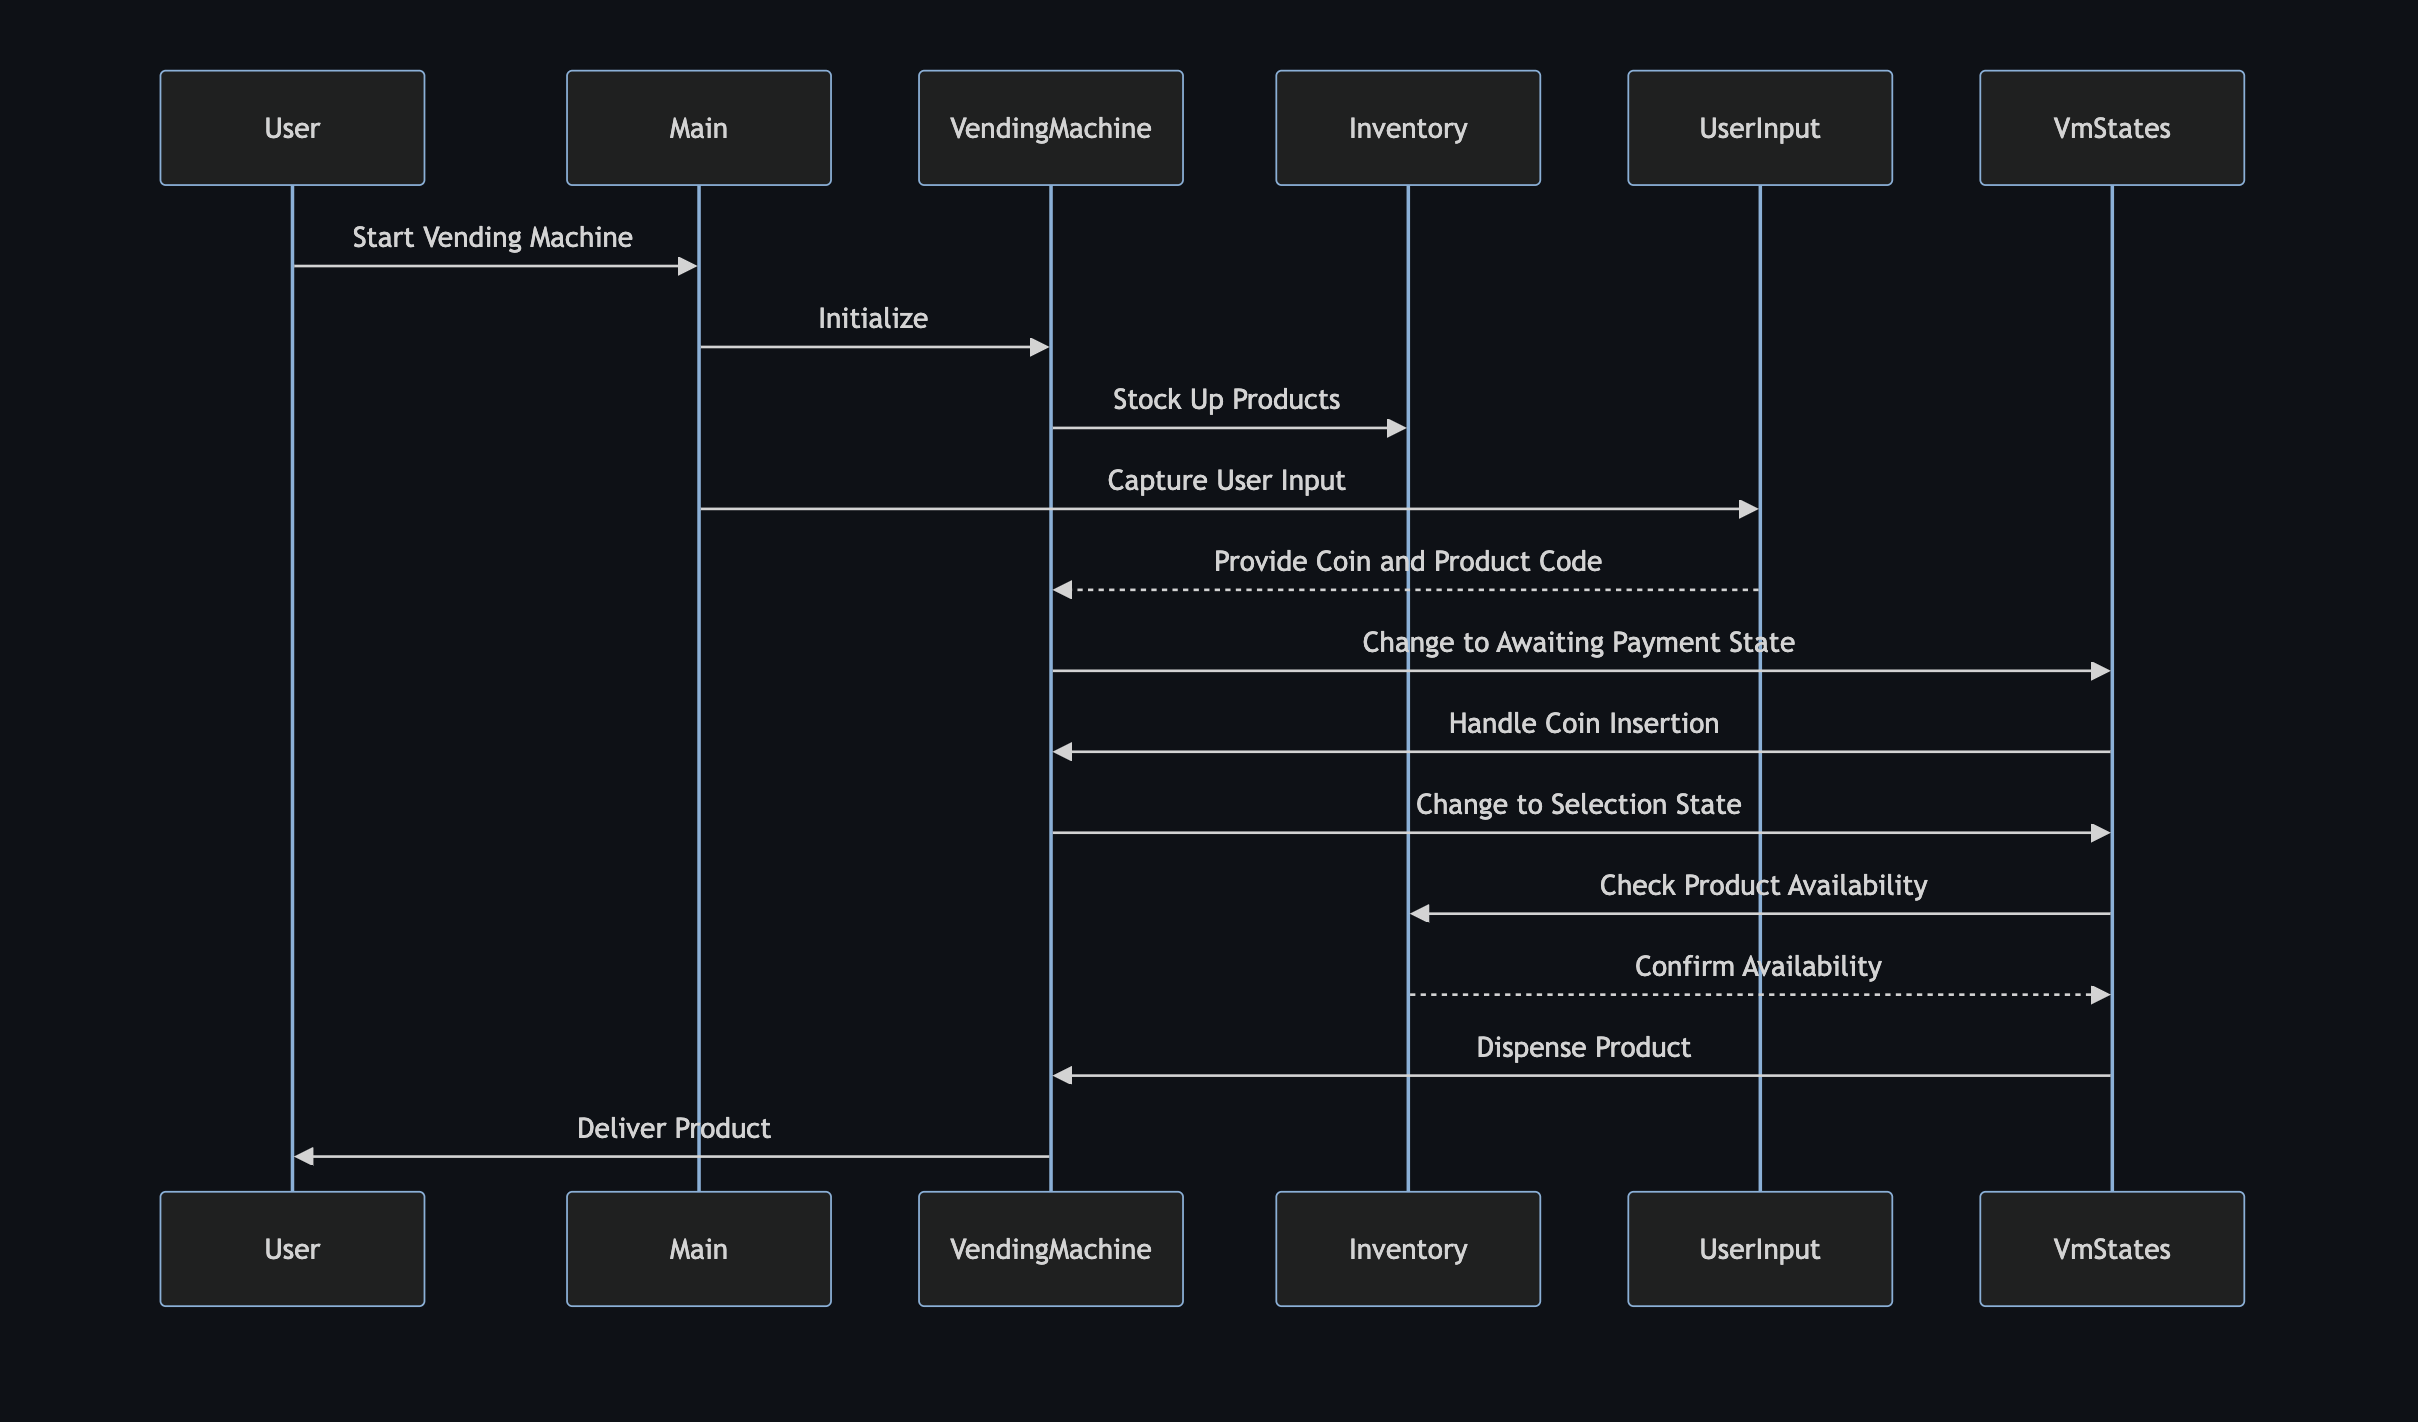 User
Main
VendingMachine
Inventory
UserInput
VmStates
Start Vending Machine
Initialize
Stock Up Products
Capture User Input
Provide Coin and Product Code
Change to Awaiting Payment State
Handle Coin Insertion
Change to Selection State
Check Product Availability
Confirm Availability
Dispense Product
Deliver Product
User
Main
VendingMachine
Inventory
UserInput
VmStates